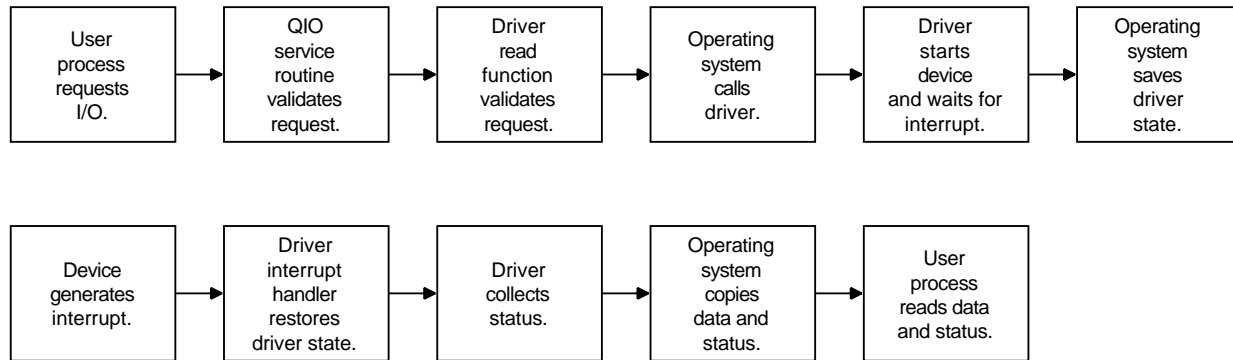 User
process
requests
I/O.
QIO
service
routine
validates
request.
Driver
read
function
validates
request.
Operating
system
calls
driver.
Driver
starts
device
and waits for
interrupt.
Operating
system
saves
driver
state.
Device
generates
interrupt.
Driver
interrupt
handler
restores
driver state.
Driver
collects
status.
Operating
system
copies
data and
status.
User
process
reads data
and status.